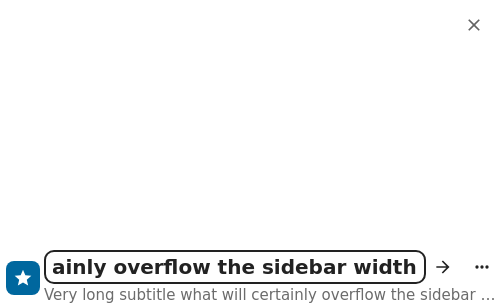 ainly overflow the sidebar width
Very long subtitle what will certainly overflow the sidebar ...